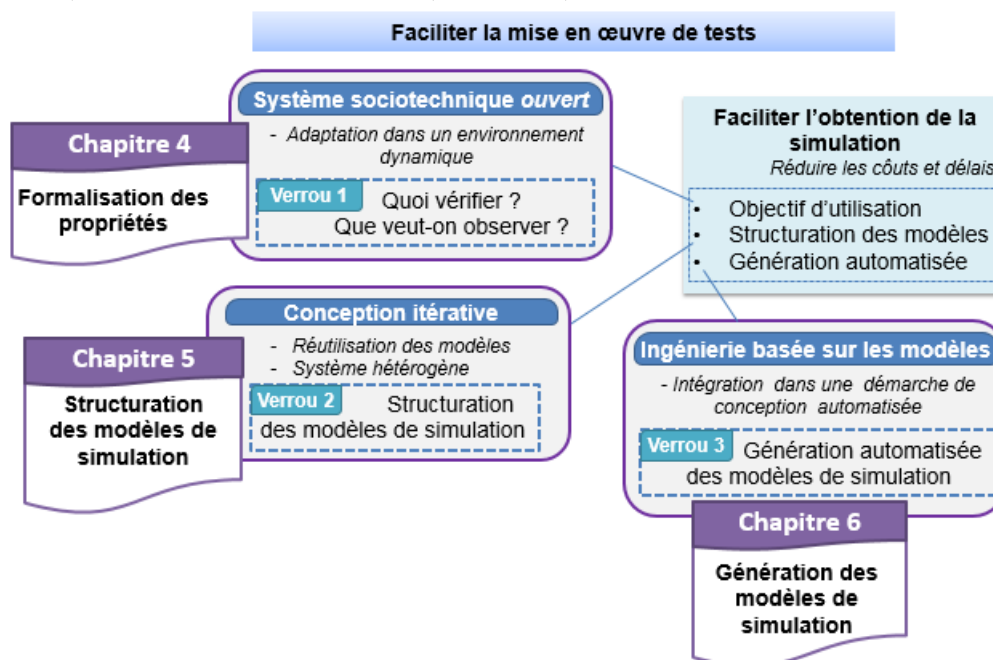 Faciliter la mise en œuvre de tests
Système sociotechnique ouvert
- Adaptation dans un environnement
dynamique
Verrou 1 Quoi vérifier ?
Que veut-on observer ?
Chapitre 4
Formalisation des
propriétés
Faciliter l'obtention de la
simulation
Réduire les côuts et délais
• Objectif d'utilisation
• Structuration des modèles
• Génération automatisée
Conception itérative
- Réutilisation des modèles
- Système hétérogène
Verrou 2 Structuration
des modèles de simulation
Chapitre 5
Structuration
des modèles de
simulation
Ingénierie basée sur les modèles
- Intégration dans une démarche de
conception automatisée
Verrou 3 Génération automatisée
des modèles de simulation
Chapitre 6
Génération des
modèles de
simulation